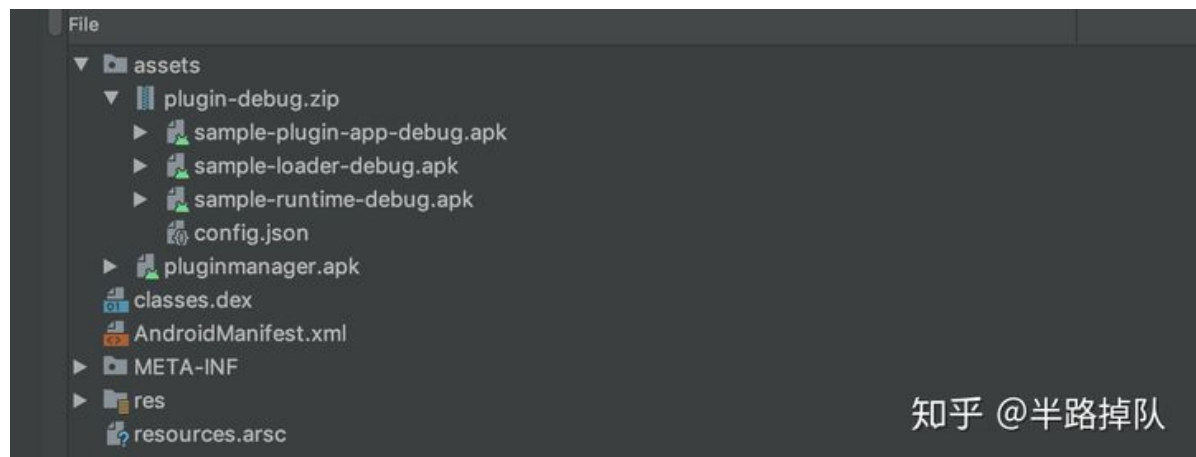 File
assets
plugin-debug.zip
sample-plugin-app-debug.apk
sample-loader-debug.apk
sample-runtime-debug.apk
config.json
pluginmanager.apk
classes.dex
AndroidManifest.xml
META-INF
res
resources.arsc
知乎 @半路掉队